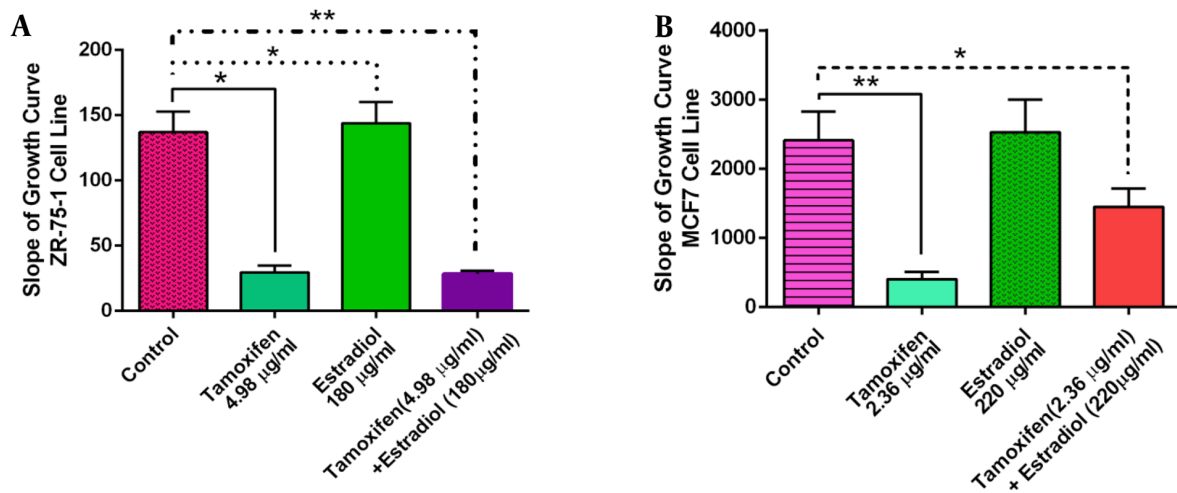 A
Slope of Growth Curve
ZR-75-1 Cell Line
200
150
100
50
0
*
*
**
Control
Tamoxifen
4.98 µg/ml
Estradiol
180 µg/ml
Tamoxifen(4.98 µg/ml)
+Estradiol (180µg/ml)
B
Slope of Growth Curve
MCF7 Cell Line
4000
3000
2000
1000
0
**
*
Control
Tamoxifen
2.36 µg/ml
Estradiol
220 µg/ml
Tamoxifen(2.36 µg/ml)
+ Estradiol (220µg/ml)